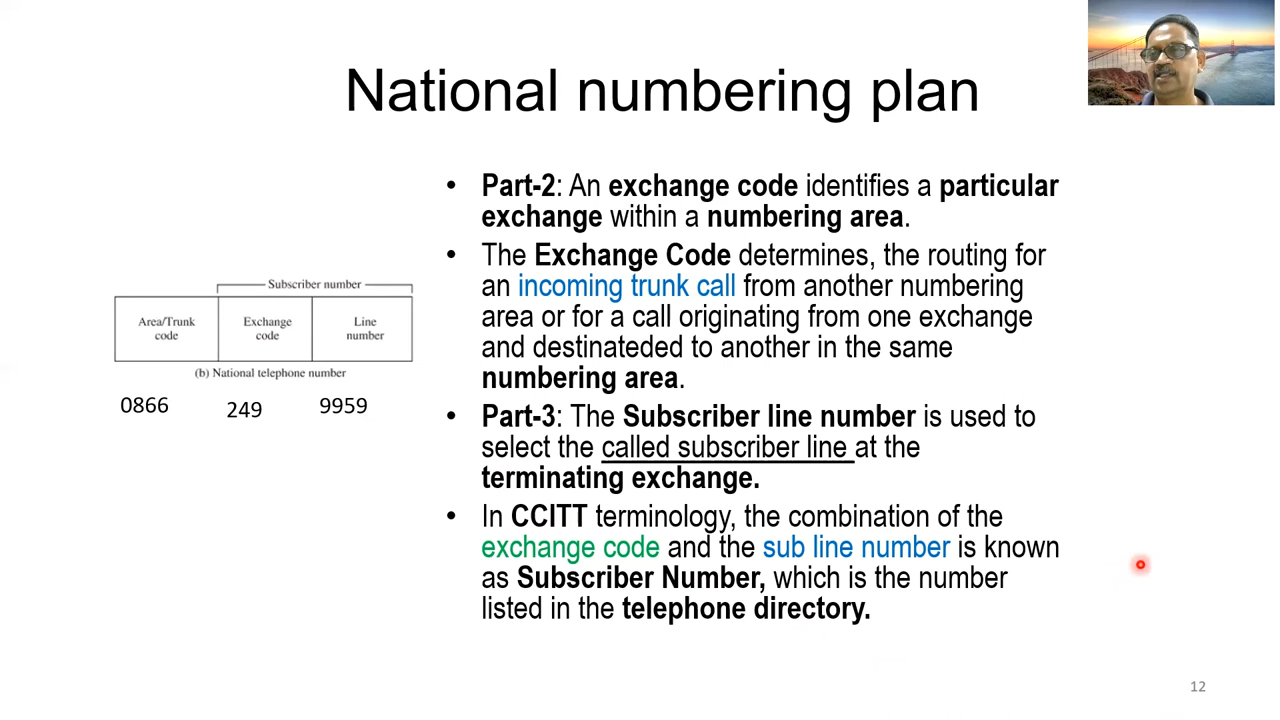 National numbering plan
• Part-2: An exchange code identifies a particular
exchange within a numbering area.
• The Exchange Code determines, the routing for
an incoming trunk call from another numbering
area or for a call originating from one exchange
and destinateded to another in the same
numbering area.
• Part-3: The Subscriber line number is used to
select the called subscriber line at the
terminating exchange.
• In CCITT terminology, the combination of the
exchange code and the sub line number is known
as Subscriber Number, which is the number
listed in the telephone directory.
Subscriber number
Area/Trunk code
Exchange code
Line number
(b) National telephone number
0866 249 9959
12